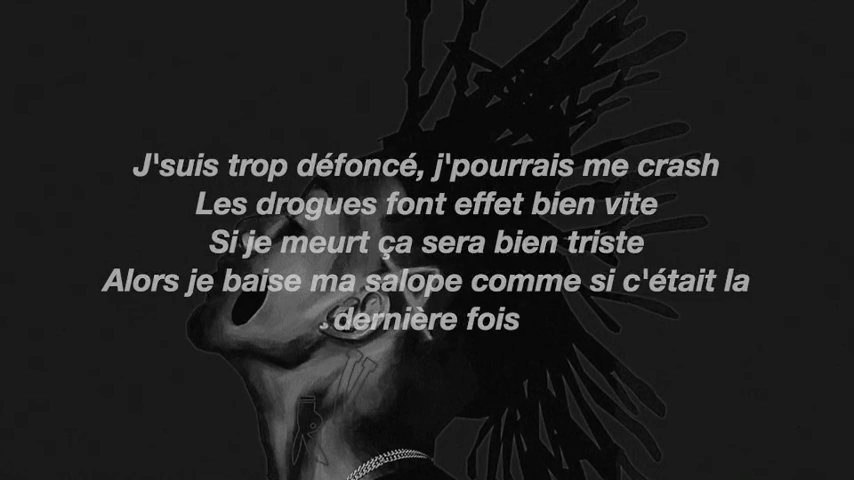 J'suis trop défoncé, j'pourrais me crash
Les drogues font effet bien vite
Si je meurt ça sera bien triste
Alors je baise ma salope comme si c'était la
dernière fois